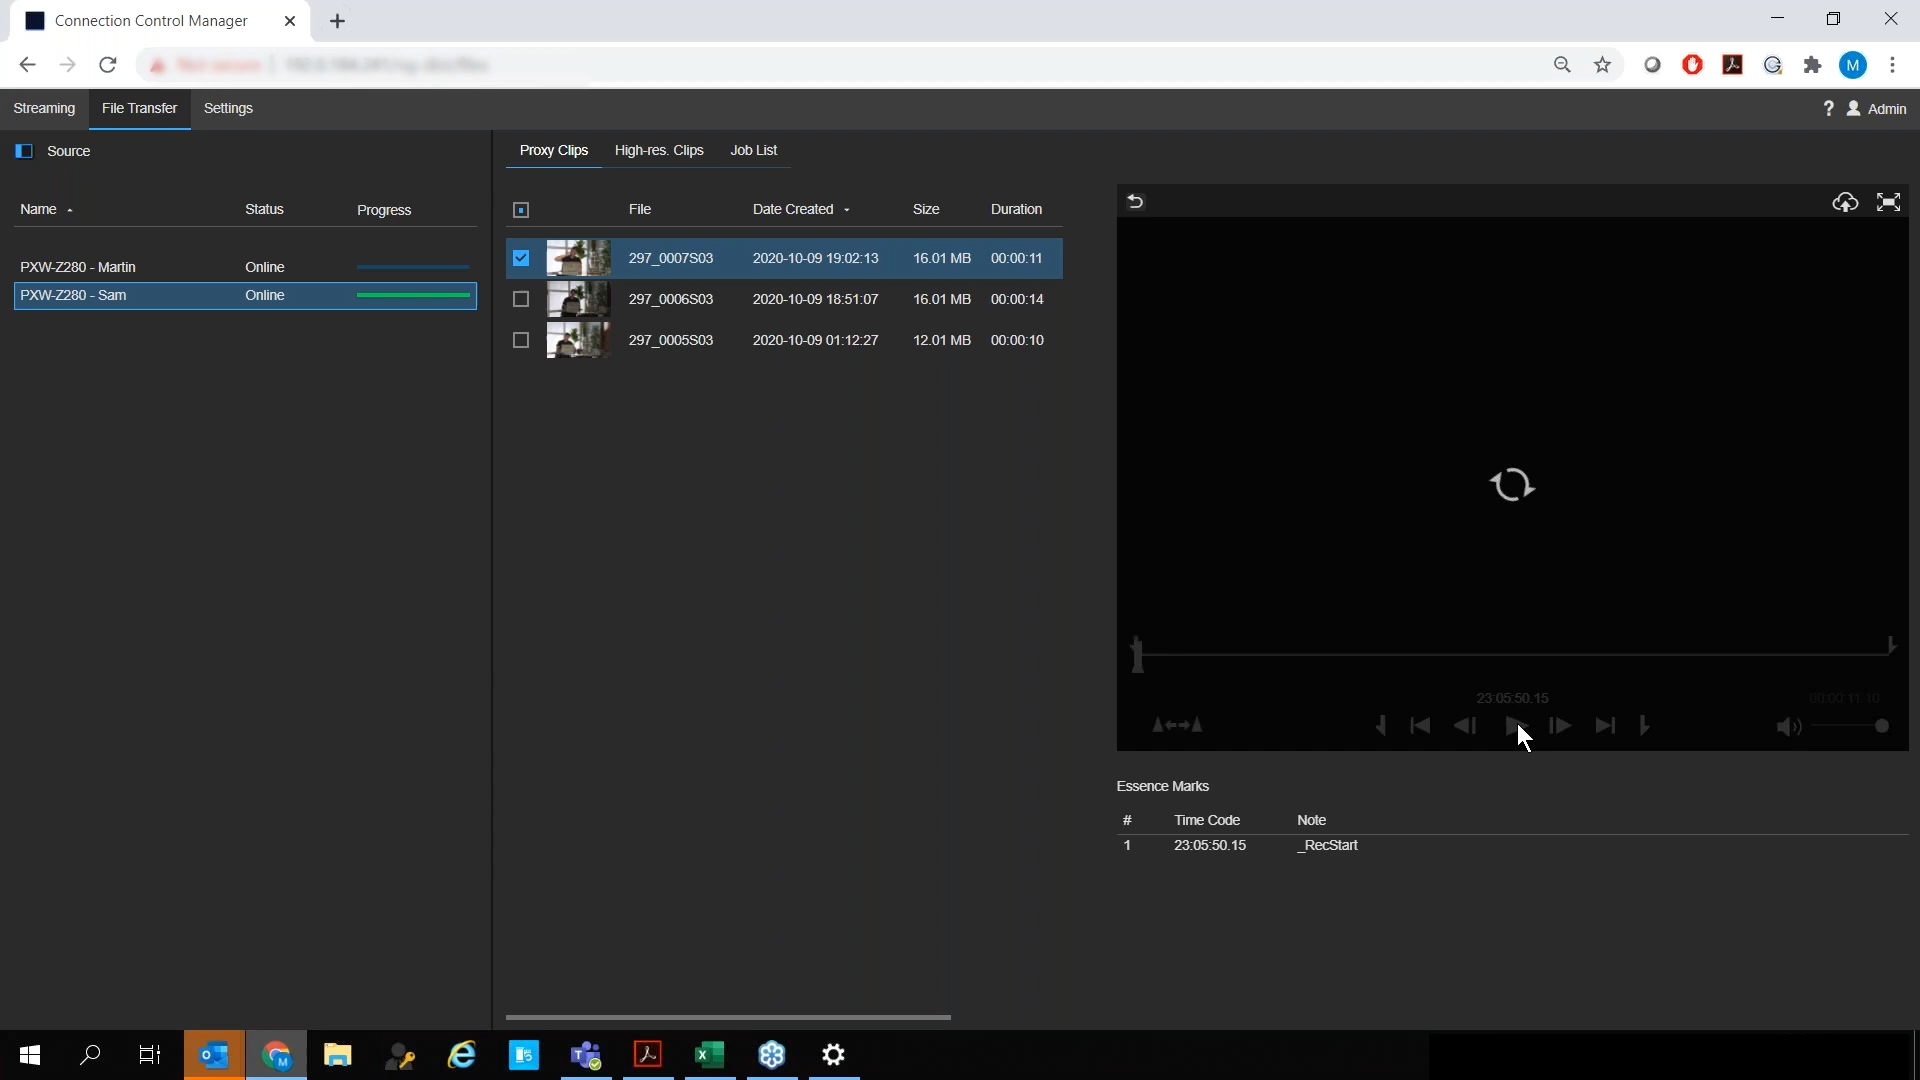 Connection Control Manager
M
Streaming File Transfer Settings
? Admin
Source
Proxy Clips High-res. Clips Job List
Name Status Progress
File Date Created Size Duration
PXW-Z280 - Martin Online
PXW-Z280 - Sam Online
297_0007S03 2020-10-09 19:02:13 16.01 MB 00:00:11
297_0006S03 2020-10-09 18:51:07 16.01 MB 00:00:14
297_0005S03 2020-10-09 01:12:27 12.01 MB 00:00:10
23:05:50.15 00:00:11.10
Essence Marks
# Time Code Note
1 23:05:50.15 _RecStart